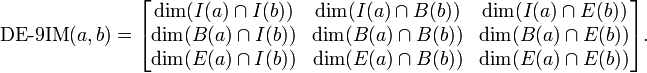 DE-9IM(a, b) = [ dim(I(a) ∩ I(b)) dim(I(a) ∩ B(b)) dim(I(a) ∩ E(b))
dim(B(a) ∩ I(b)) dim(B(a) ∩ B(b)) dim(B(a) ∩ E(b))
dim(E(a) ∩ I(b)) dim(E(a) ∩ B(b)) dim(E(a) ∩ E(b)) ].